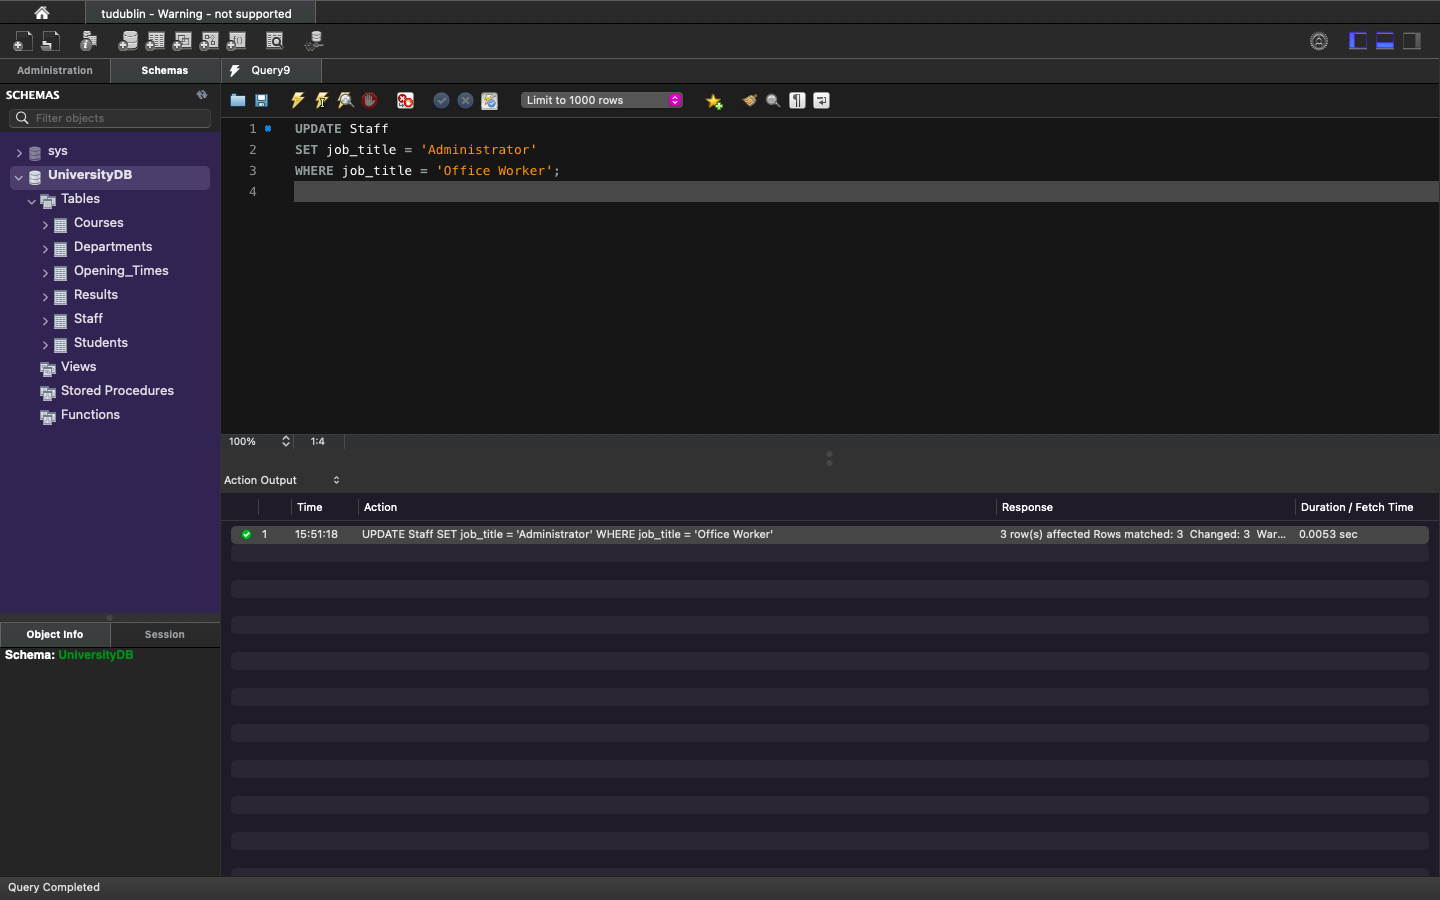 tudublin - Warning - not supported
Administration
Schemas
Query9
SCHEMAS
Filter objects
sys
UniversityDB
Tables
Courses
Departments
Opening_Times
Results
Staff
Students
Views
Stored Procedures
Functions
Object Info
Session
Schema: UniversityDB
Limit to 1000 rows
1 UPDATE Staff
2 SET job_title = 'Administrator'
3 WHERE job_title = 'Office Worker';
4
100%
1:4
Action Output
Time Action Response Duration / Fetch Time
1 15:51:18 UPDATE Staff SET job_title = 'Administrator' WHERE job_title = 'Office Worker' 3 row(s) affected Rows matched: 3 Changed: 3 War... 0.0053 sec
Query Completed